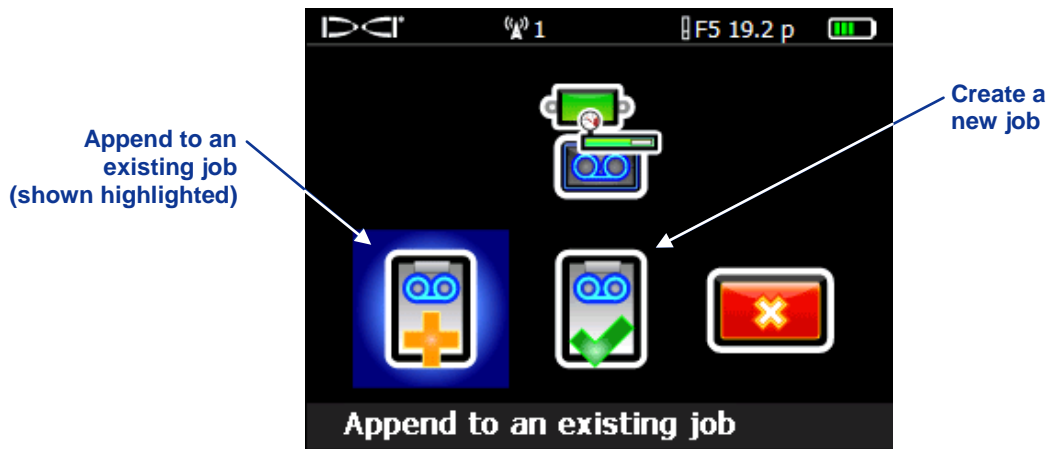 1
F5 19.2 p
Create a
new job
Append to an
existing job
(shown highlighted)
Append to an existing job